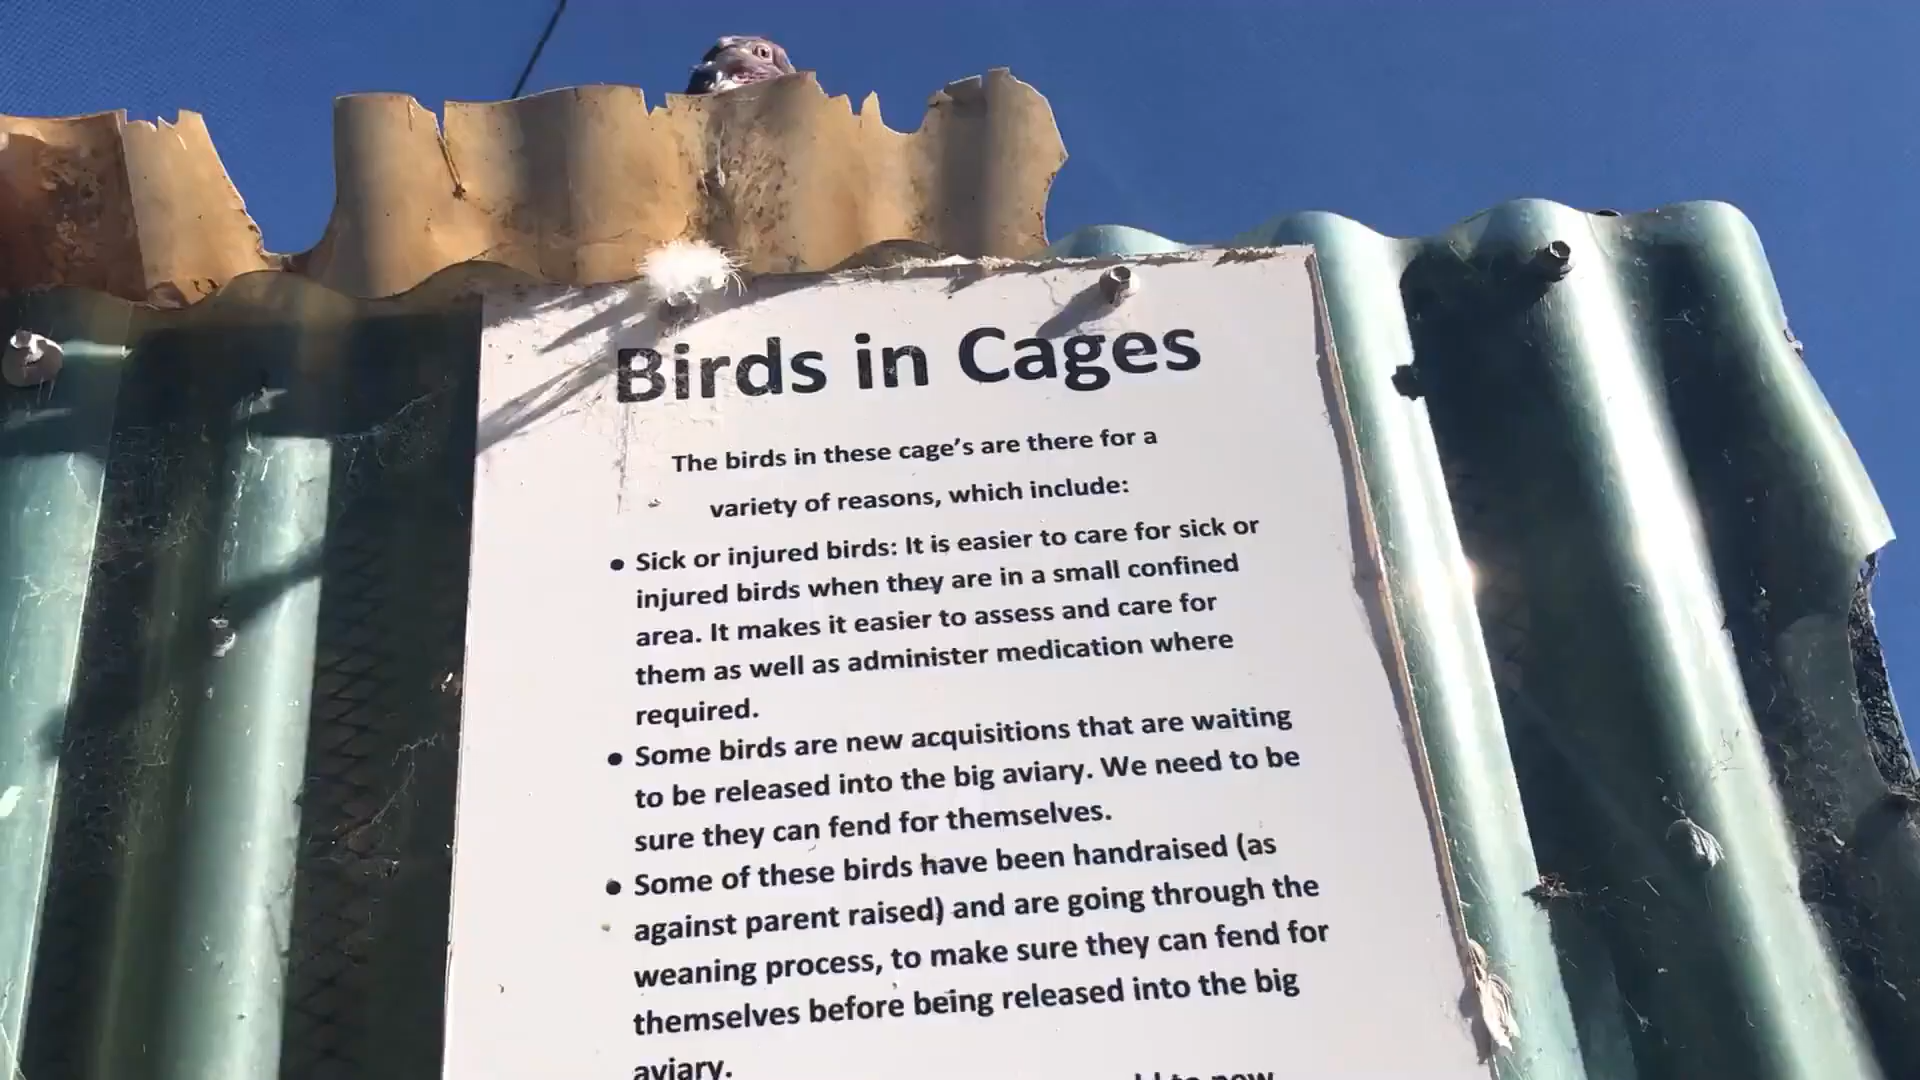 Birds in Cages
The birds in these cage’s are there for a
variety of reasons, which include:
• Sick or injured birds: It is easier to care for sick or
injured birds when they are in a small confined
area. It makes it easier to assess and care for
them as well as administer medication where
required.
• Some birds are new acquisitions that are waiting
to be released into the big aviary. We need to be
sure they can fend for themselves.
• Some of these birds have been handraised (as
against parent raised) and are going through the
weaning process, to make sure they can fend for
themselves before being released into the big
aviary.
to new